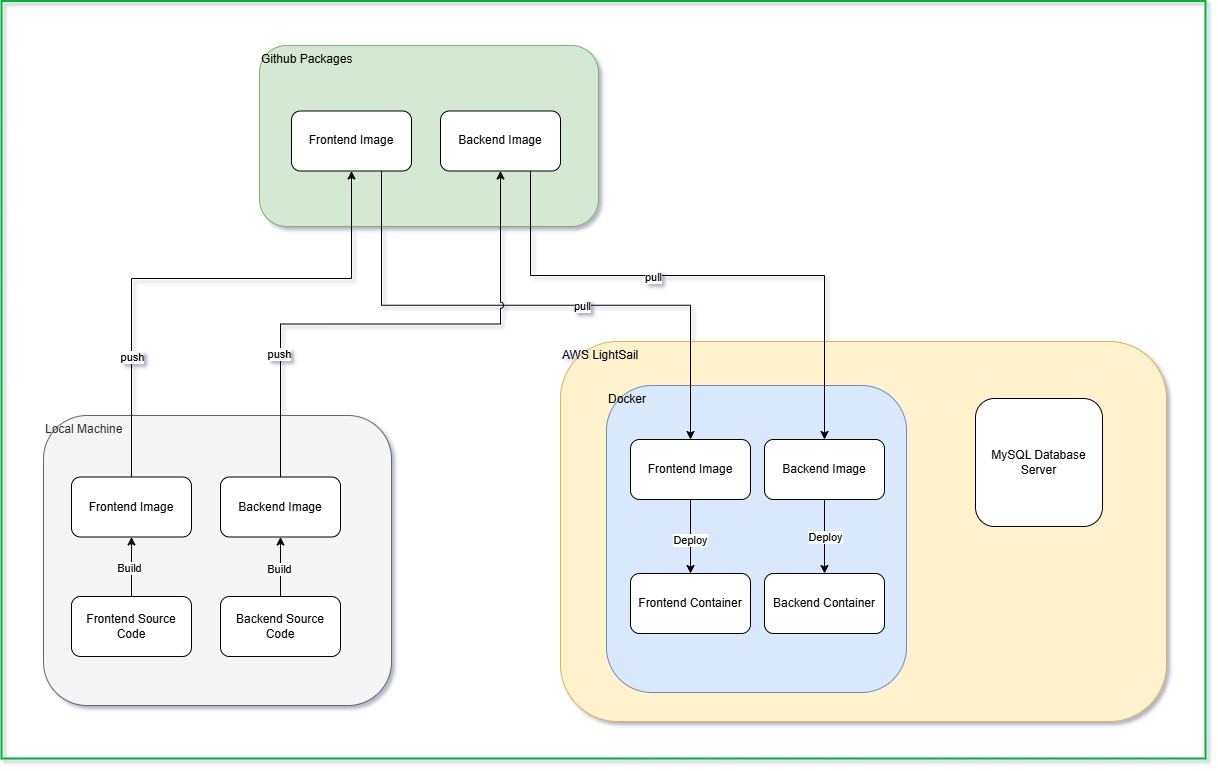 Github Packages
Frontend Image
Backend Image
pull
pull
push
push
AWS LightSail
Docker
Local Machine
MySQL Database
Server
Frontend Image
Backend Image
Frontend Image
Backend Image
Deploy
Deploy
Build
Build
Frontend Container
Backend Container
Frontend Source
Code
Backend Source
Code